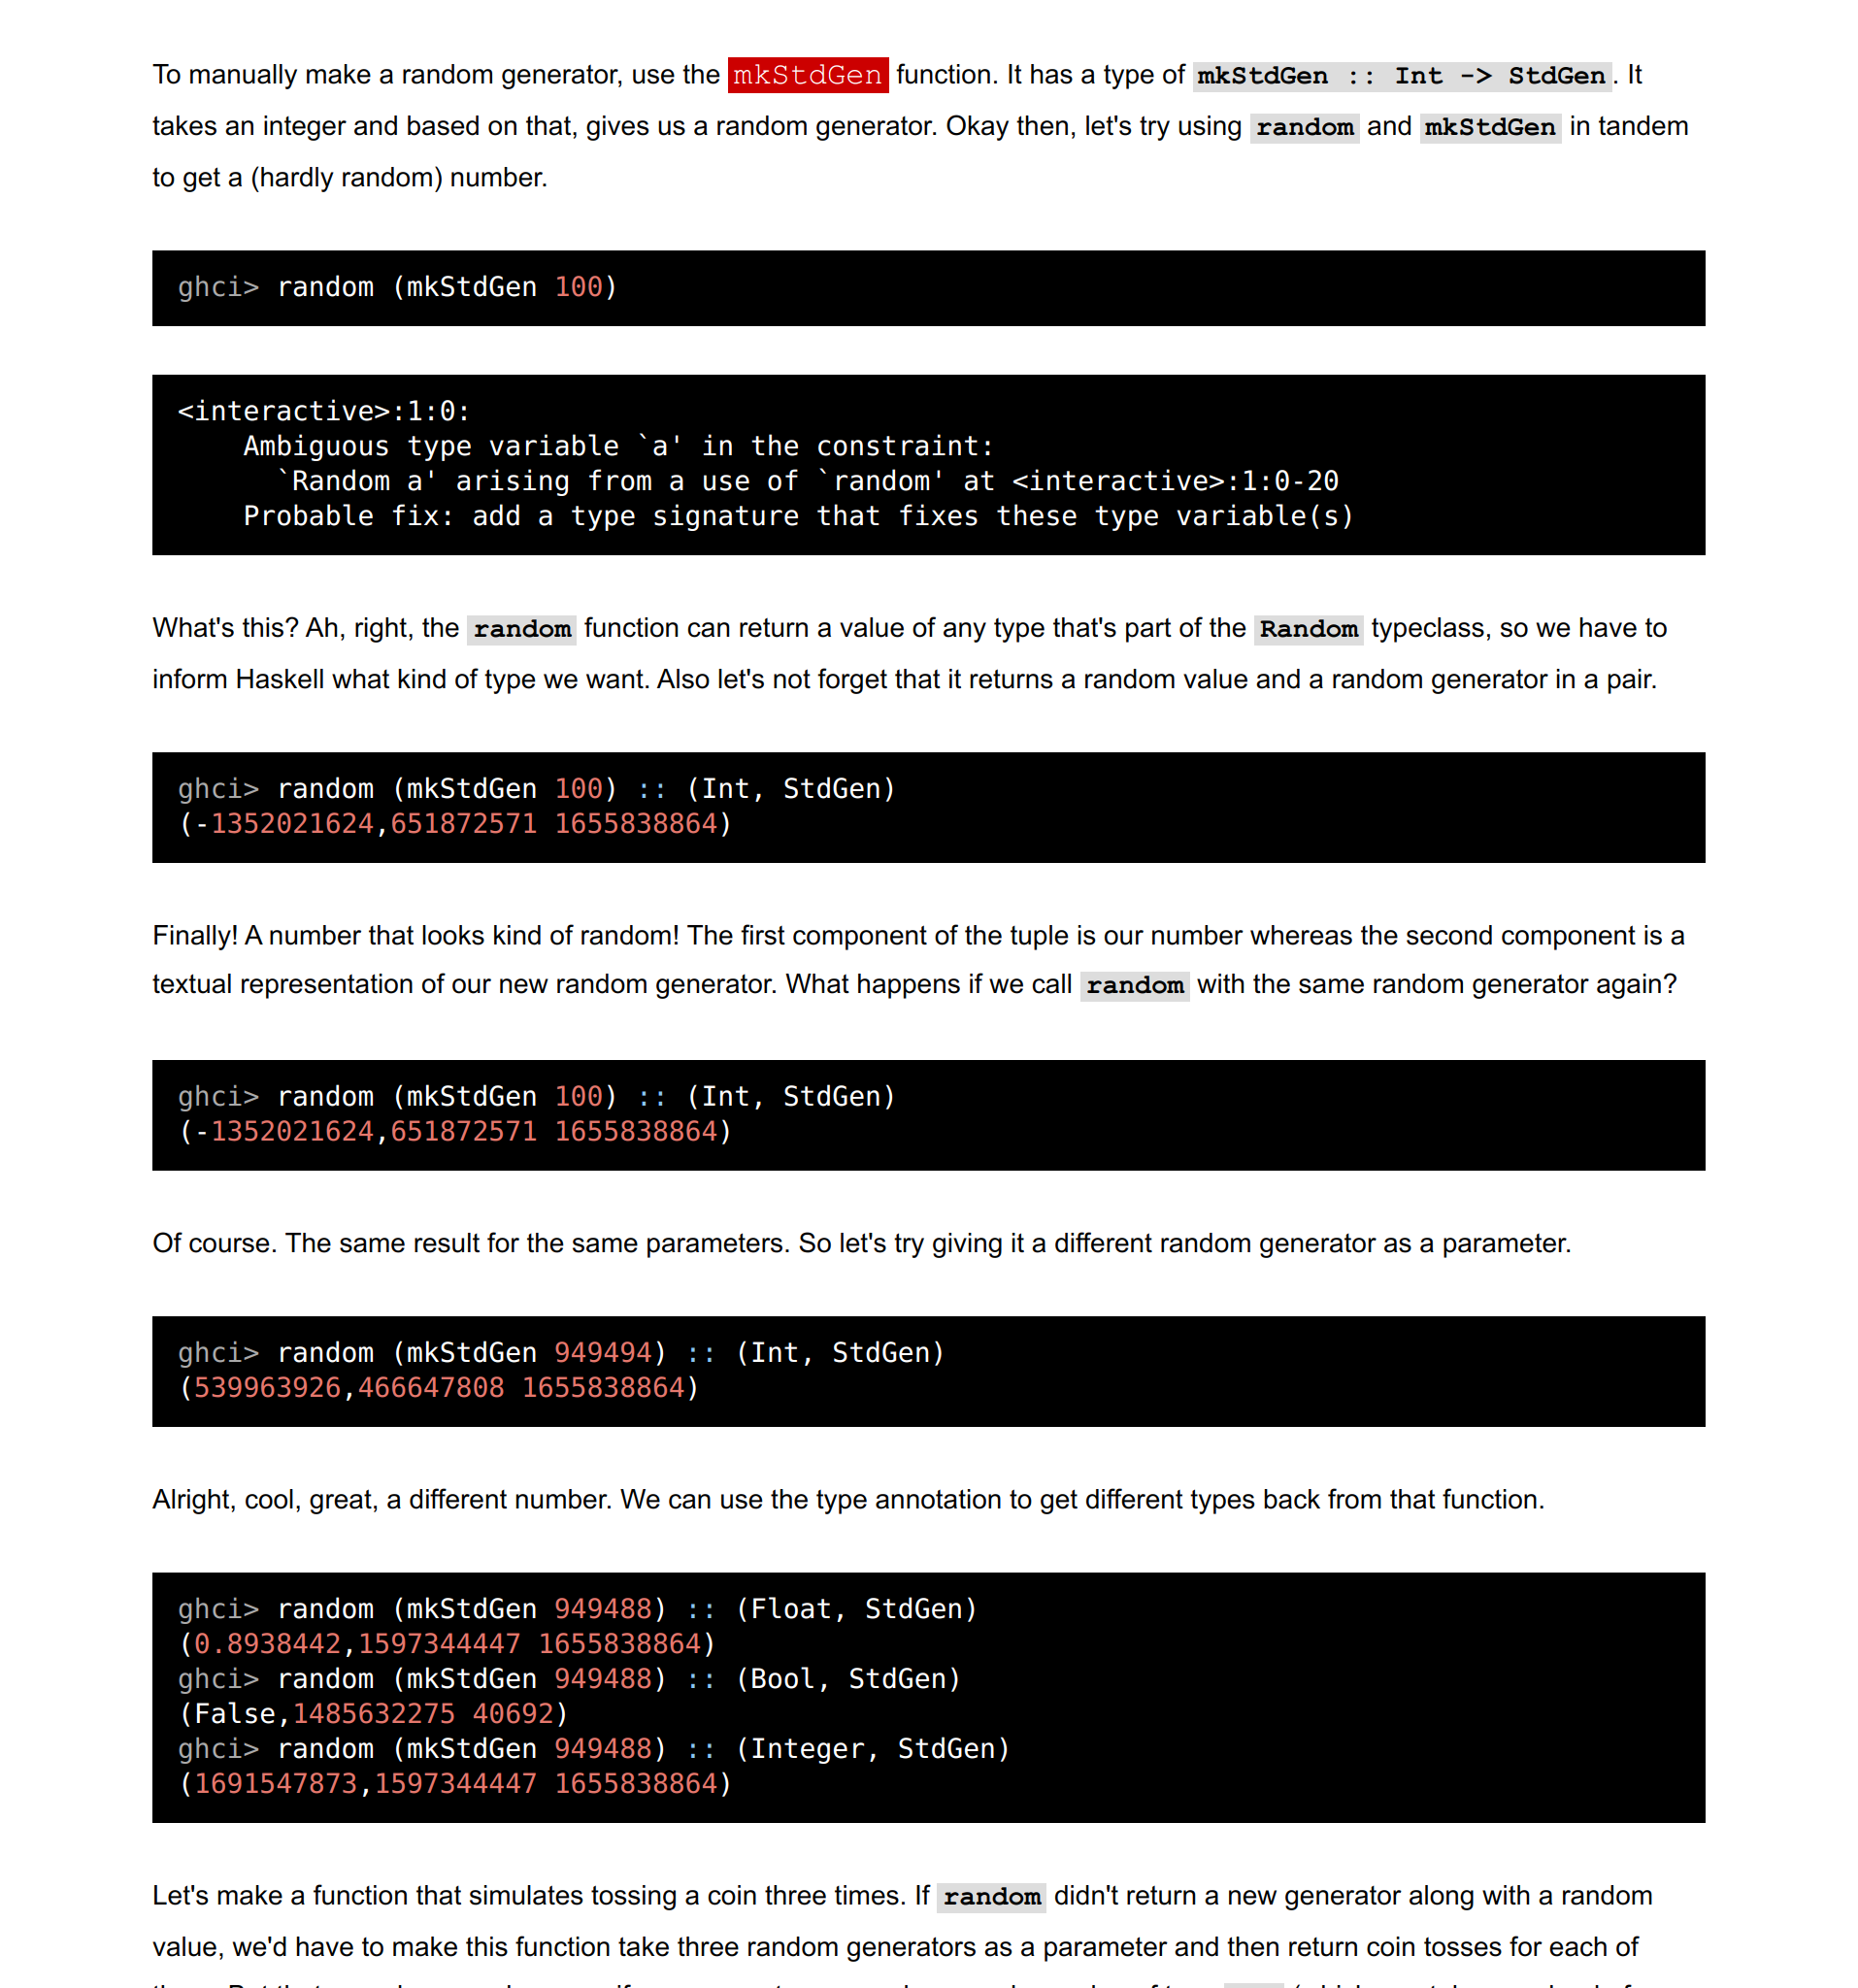 To manually make a random generator, use the mkStdGen function. It has a type of mkStdGen :: Int -> StdGen. It
takes an integer and based on that, gives us a random generator. Okay then, let's try using random and mkStdGen in tandem
to get a (hardly random) number.
ghci> random (mkStdGen 100)
<interactive>:1:0:
    Ambiguous type variable `a' in the constraint:
      `Random a' arising from a use of `random' at <interactive>:1:0-20
    Probable fix: add a type signature that fixes these type variable(s)
What's this? Ah, right, the random function can return a value of any type that's part of the Random typeclass, so we have to
inform Haskell what kind of type we want. Also let's not forget that it returns a random value and a random generator in a pair.
ghci> random (mkStdGen 100) :: (Int, StdGen)
(-1352021624,651872571 1655838864)
Finally! A number that looks kind of random! The first component of the tuple is our number whereas the second component is a
textual representation of our new random generator. What happens if we call random with the same random generator again?
ghci> random (mkStdGen 100) :: (Int, StdGen)
(-1352021624,651872571 1655838864)
Of course. The same result for the same parameters. So let's try giving it a different random generator as a parameter.
ghci> random (mkStdGen 949494) :: (Int, StdGen)
(539963926,466647808 1655838864)
Alright, cool, great, a different number. We can use the type annotation to get different types back from that function.
ghci> random (mkStdGen 949488) :: (Float, StdGen)
(0.8938442,1597344447 1655838864)
ghci> random (mkStdGen 949488) :: (Bool, StdGen)
(False,1485632275 40692)
ghci> random (mkStdGen 949488) :: (Integer, StdGen)
(1691547873,1597344447 1655838864)
Let's make a function that simulates tossing a coin three times. If random didn't return a new generator along with a random
value, we'd have to make this function take three random generators as a parameter and then return coin tosses for each of